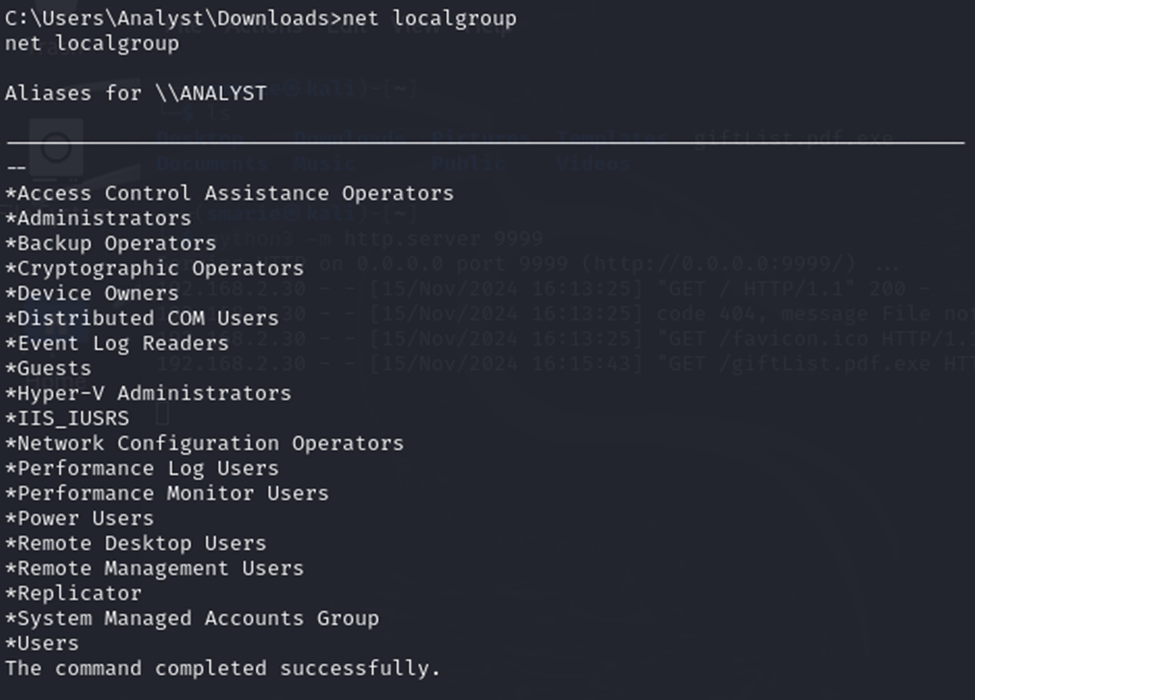 C:\Users\Analyst\Downloads>net localgroup
net localgroup
Aliases for \\ANALYST
--
*Access Control Assistance Operators
*Administrators
*Backup Operators
*Cryptographic Operators
*Device Owners
*Distributed COM Users
*Event Log Readers
*Guests
*Hyper-V Administrators
*IIS_IUSRS
*Network Configuration Operators
*Performance Log Users
*Performance Monitor Users
*Power Users
*Remote Desktop Users
*Remote Management Users
*Replicator
*System Managed Accounts Group
*Users
The command completed successfully.